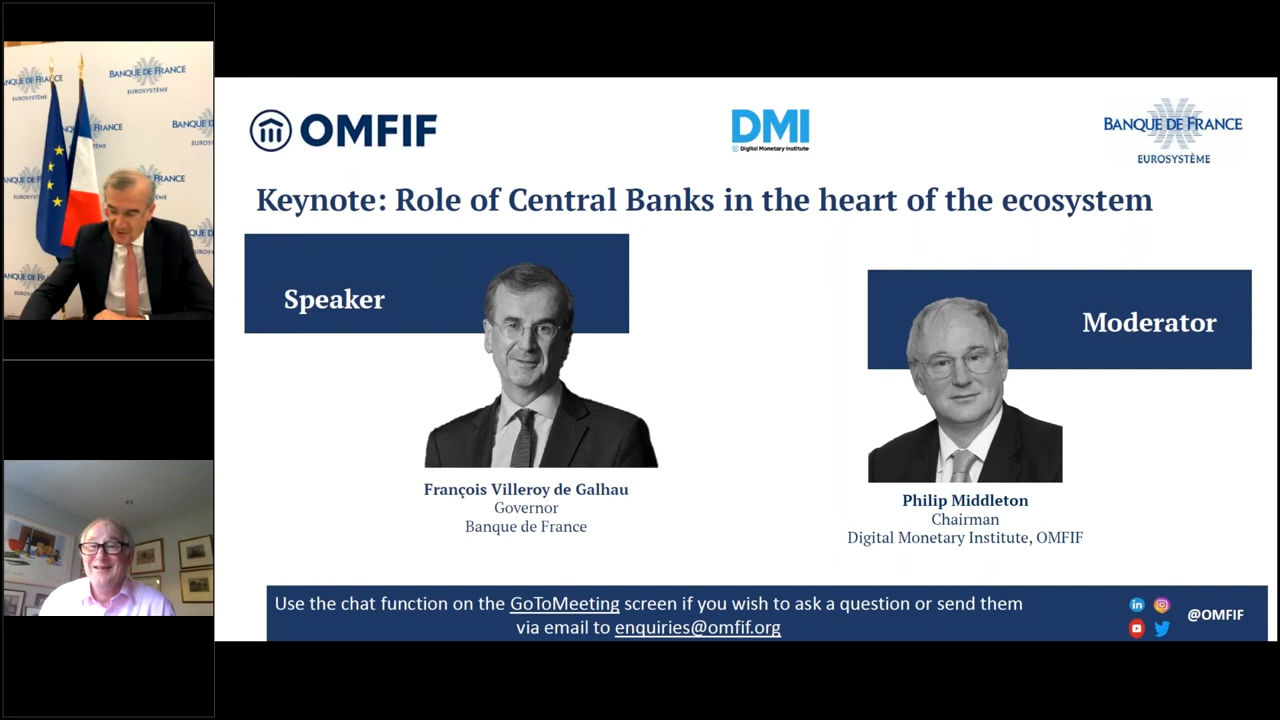 BANQUE DE FRANCE
EUROSYSTÈME
OMFIF
DMI
Digital Monetary Institute
BANQUE DE FRANCE
EUROSYSTÈME
Keynote: Role of Central Banks in the heart of the ecosystem
Speaker
Moderator
François Villeroy de Galhau
Governor
Banque de France
Philip Middleton
Chairman
Digital Monetary Institute, OMFIF
Use the chat function on the GoToMeeting screen if you wish to ask a question or send them
via email to enquiries@omfif.org
@OMFIF